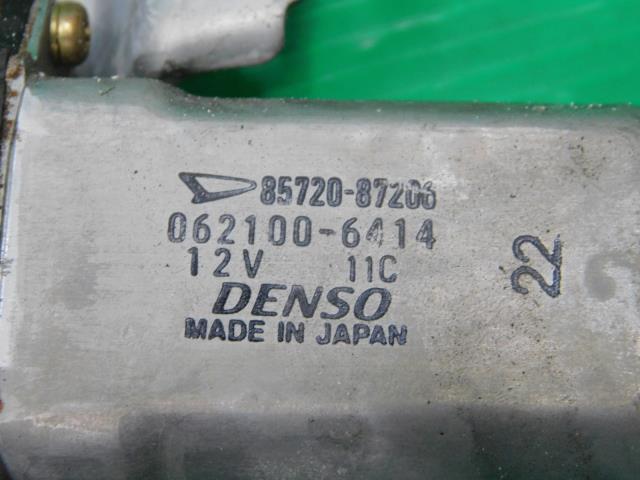 85720-87206
062100-6414
12V 11C
DENSO
MADE IN JAPAN
22